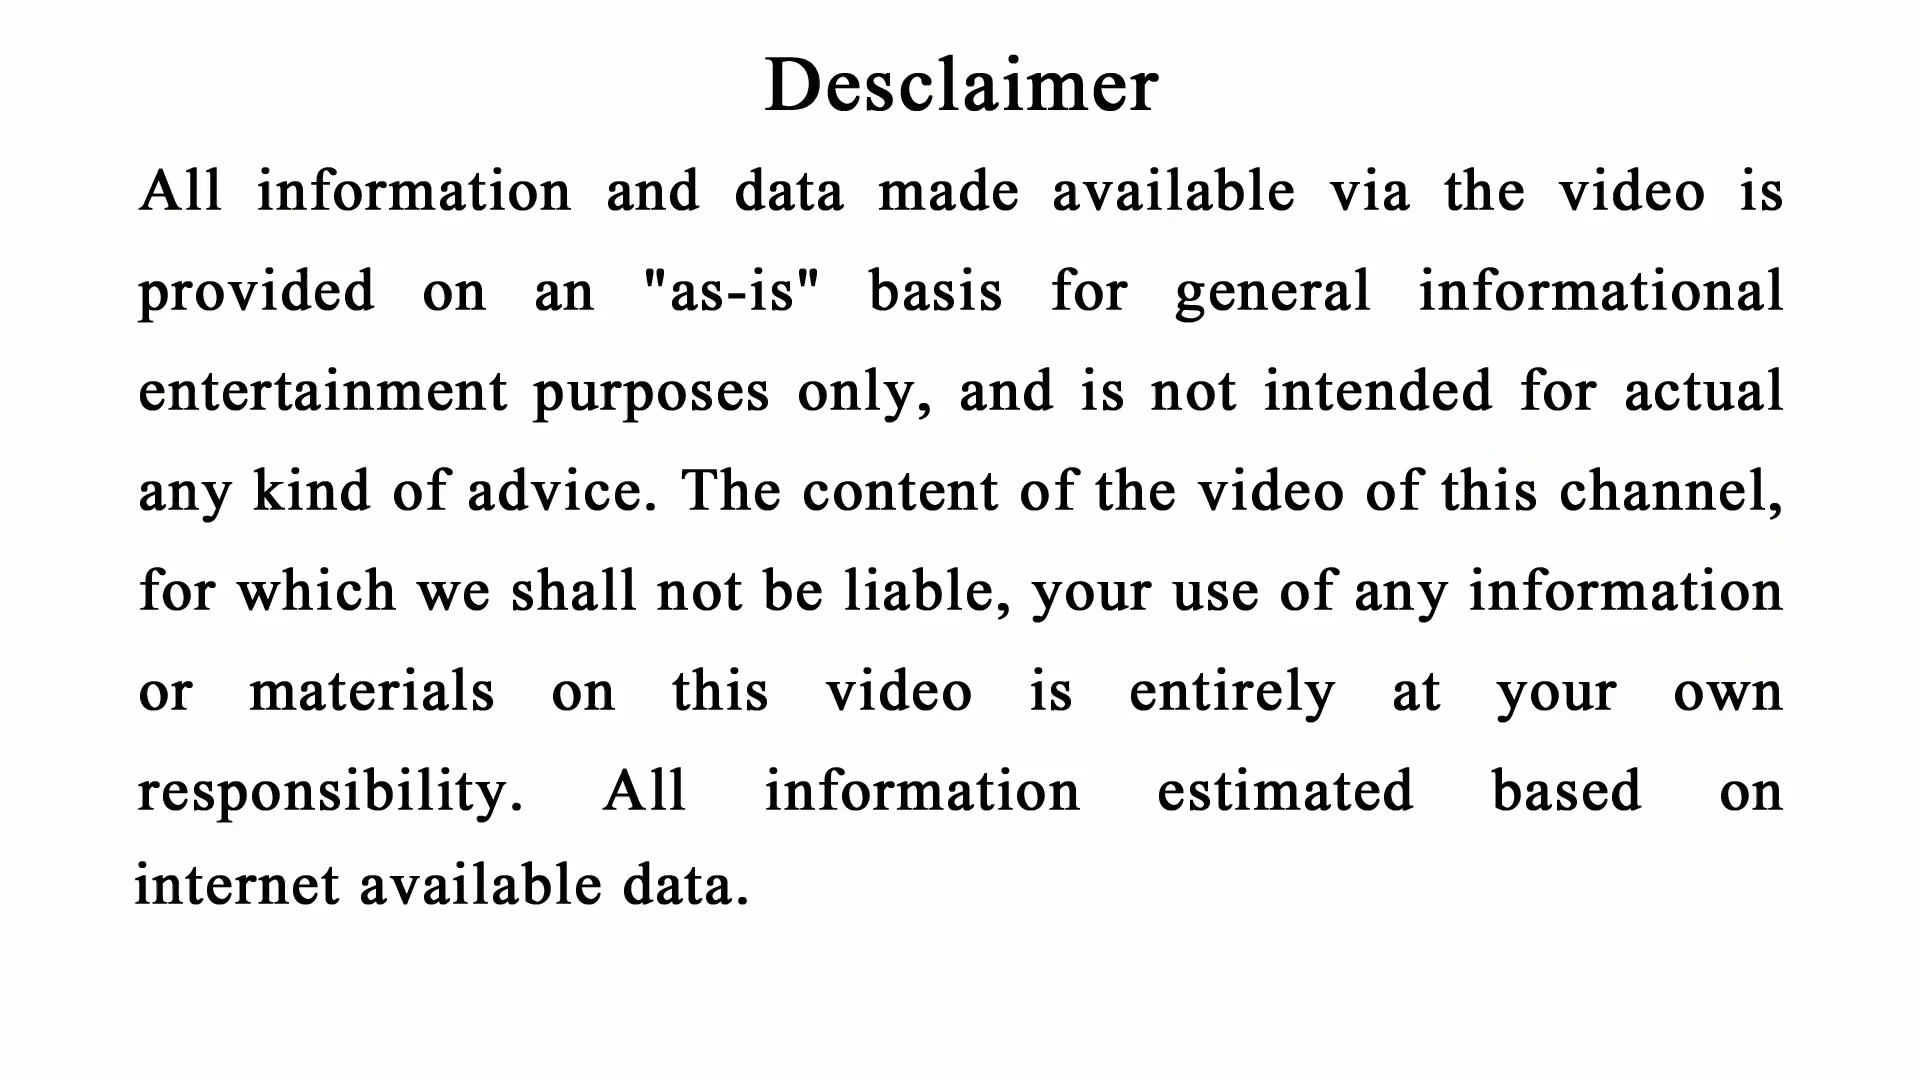 Desclaimer
All information and data made available via the video is
provided on an "as-is" basis for general informational
entertainment purposes only, and is not intended for actual
any kind of advice. The content of the video of this channel,
for which we shall not be liable, your use of any information
or materials on this video is entirely at your own
responsibility. All information estimated based on
internet available data.